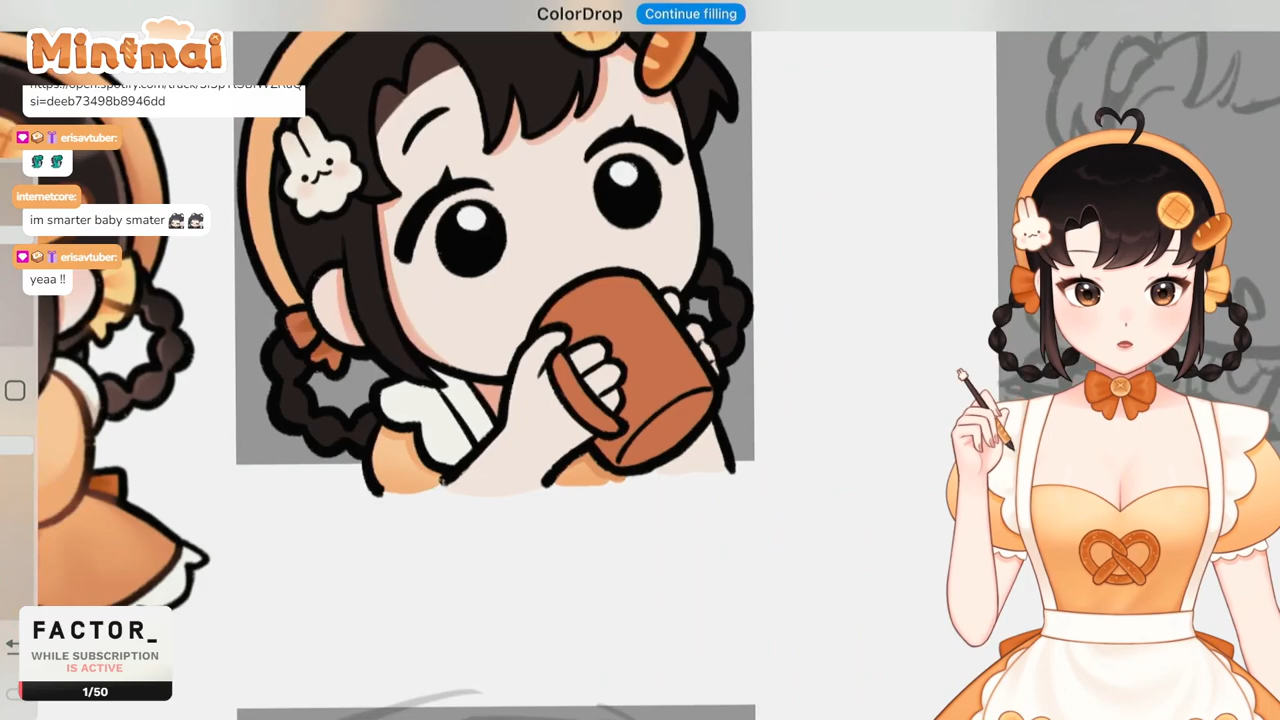 ColorDrop
Continue filling
Mintmai
si=deeb73498b8946dd
erisavtuber:
internetcore:
im smarter baby smater
erisavtuber:
yeaa !!
FACTOR_
WHILE SUBSCRIPTION
IS ACTIVE
1/50